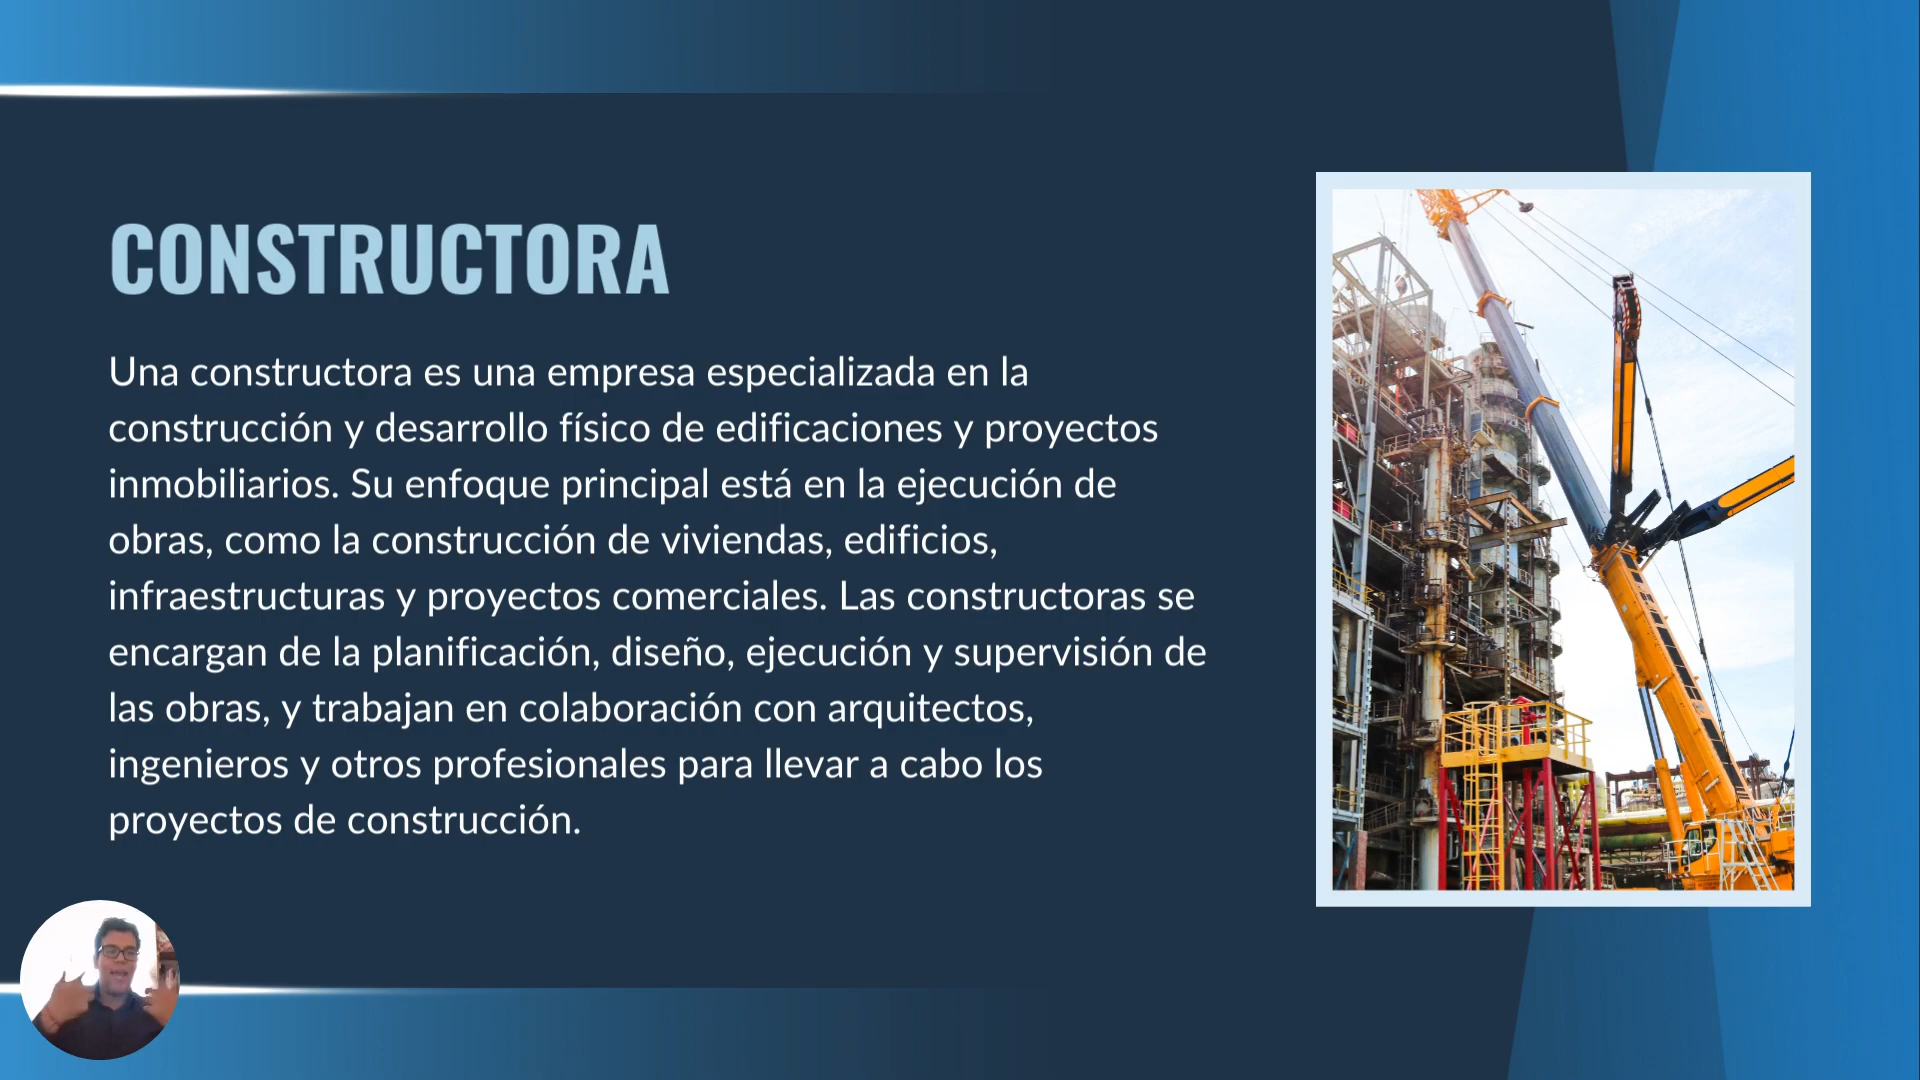 CONSTRUCTORA
Una constructora es una empresa especializada en la
construcción y desarrollo físico de edificaciones y proyectos
inmobiliarios. Su enfoque principal está en la ejecución de
obras, como la construcción de viviendas, edificios,
infraestructuras y proyectos comerciales. Las constructoras se
encargan de la planificación, diseño, ejecución y supervisión de
las obras, y trabajan en colaboración con arquitectos,
ingenieros y otros profesionales para llevar a cabo los
proyectos de construcción.